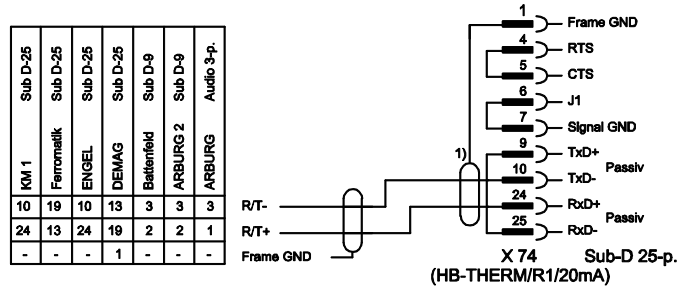 KM 1 Sub D-25
Ferromatik Sub D-25
ENGEL Sub D-25
DEMAG Sub D-25
Battenfeld Sub D-9
ARBURG 2 Sub D-9
ARBURG Audio 3-p.
10 19 10 13 3 3 3
24 13 24 19 2 2 1
- - - 1 - - -
R/T-
R/T+
Frame GND
1)
1 Frame GND
4 RTS
5 CTS
6 J1
7 Signal GND
9 TxD+
Passiv
10 TxD-
24 RxD+
Passiv
25 RxD-
X 74 Sub-D 25-p.
(HB-THERM/R1/20mA)